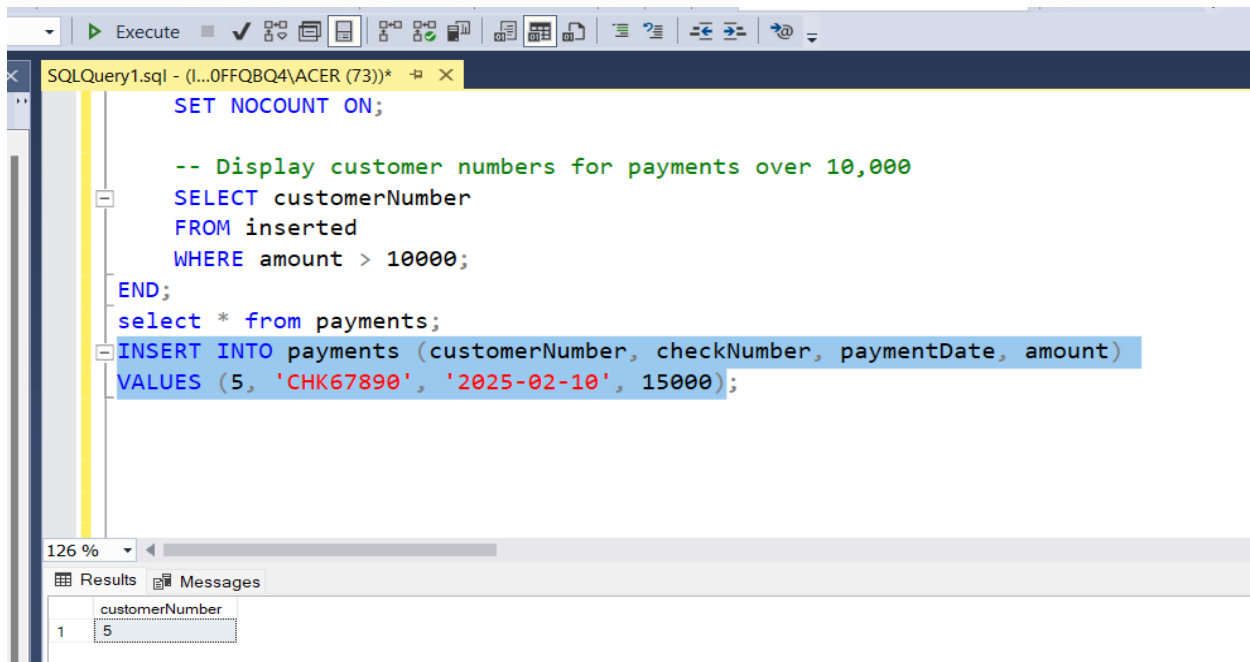 Execute
SQLQuery1.sql - (l...0FFQBQ4\ACER (73))*
SET NOCOUNT ON;
-- Display customer numbers for payments over 10,000
SELECT customerNumber
FROM inserted
WHERE amount > 10000;
END;
select * from payments;
INSERT INTO payments (customerNumber, checkNumber, paymentDate, amount)
VALUES (5, 'CHK67890', '2025-02-10', 15000);
126 %
Results Messages
customerNumber
1 5